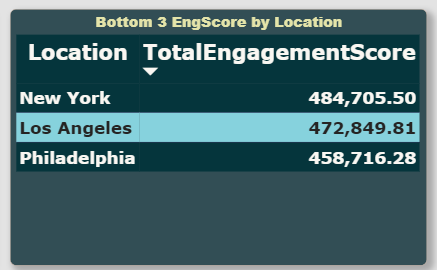 Bottom 3 EngScore by Location
Location TotalEngagementScore
New York 484,705.50
Los Angeles 472,849.81
Philadelphia 458,716.28